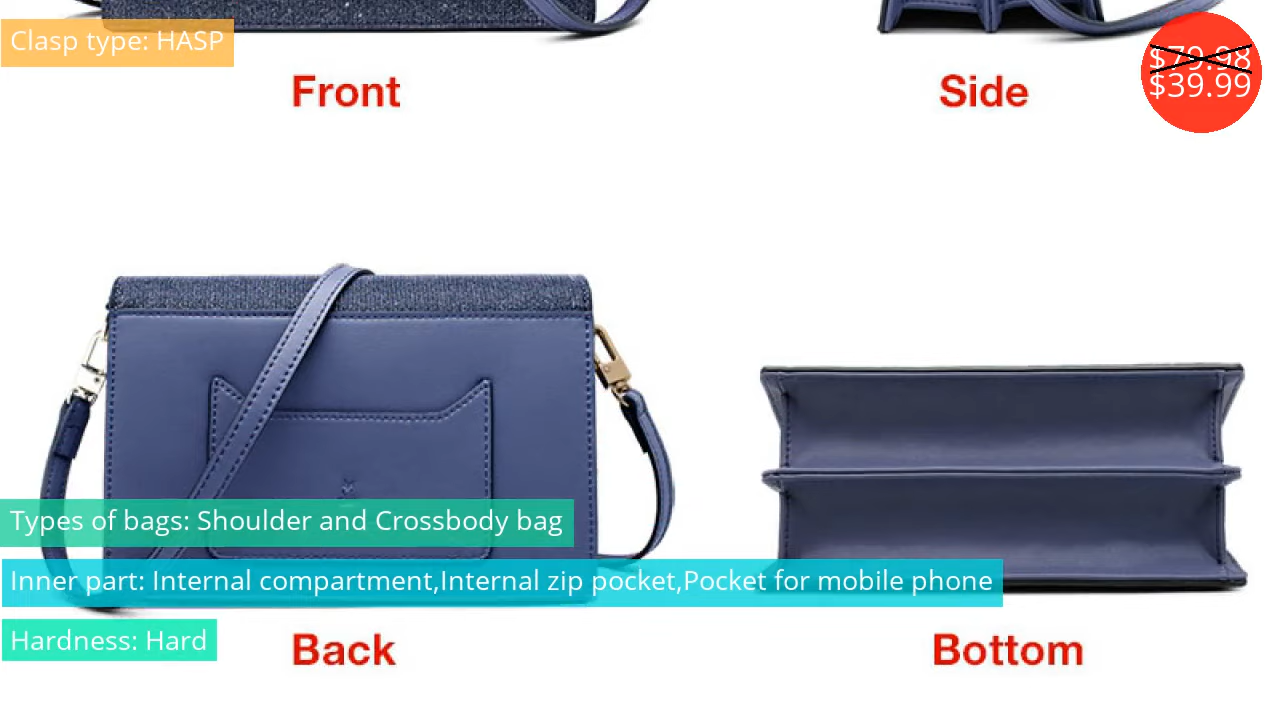 Clasp type: HASP
$79.98
$39.99
Front
Side
Types of bags: Shoulder and Crossbody bag
Inner part: Internal compartment,Internal zip pocket,Pocket for mobile phone
Hardness: Hard
Back
Bottom